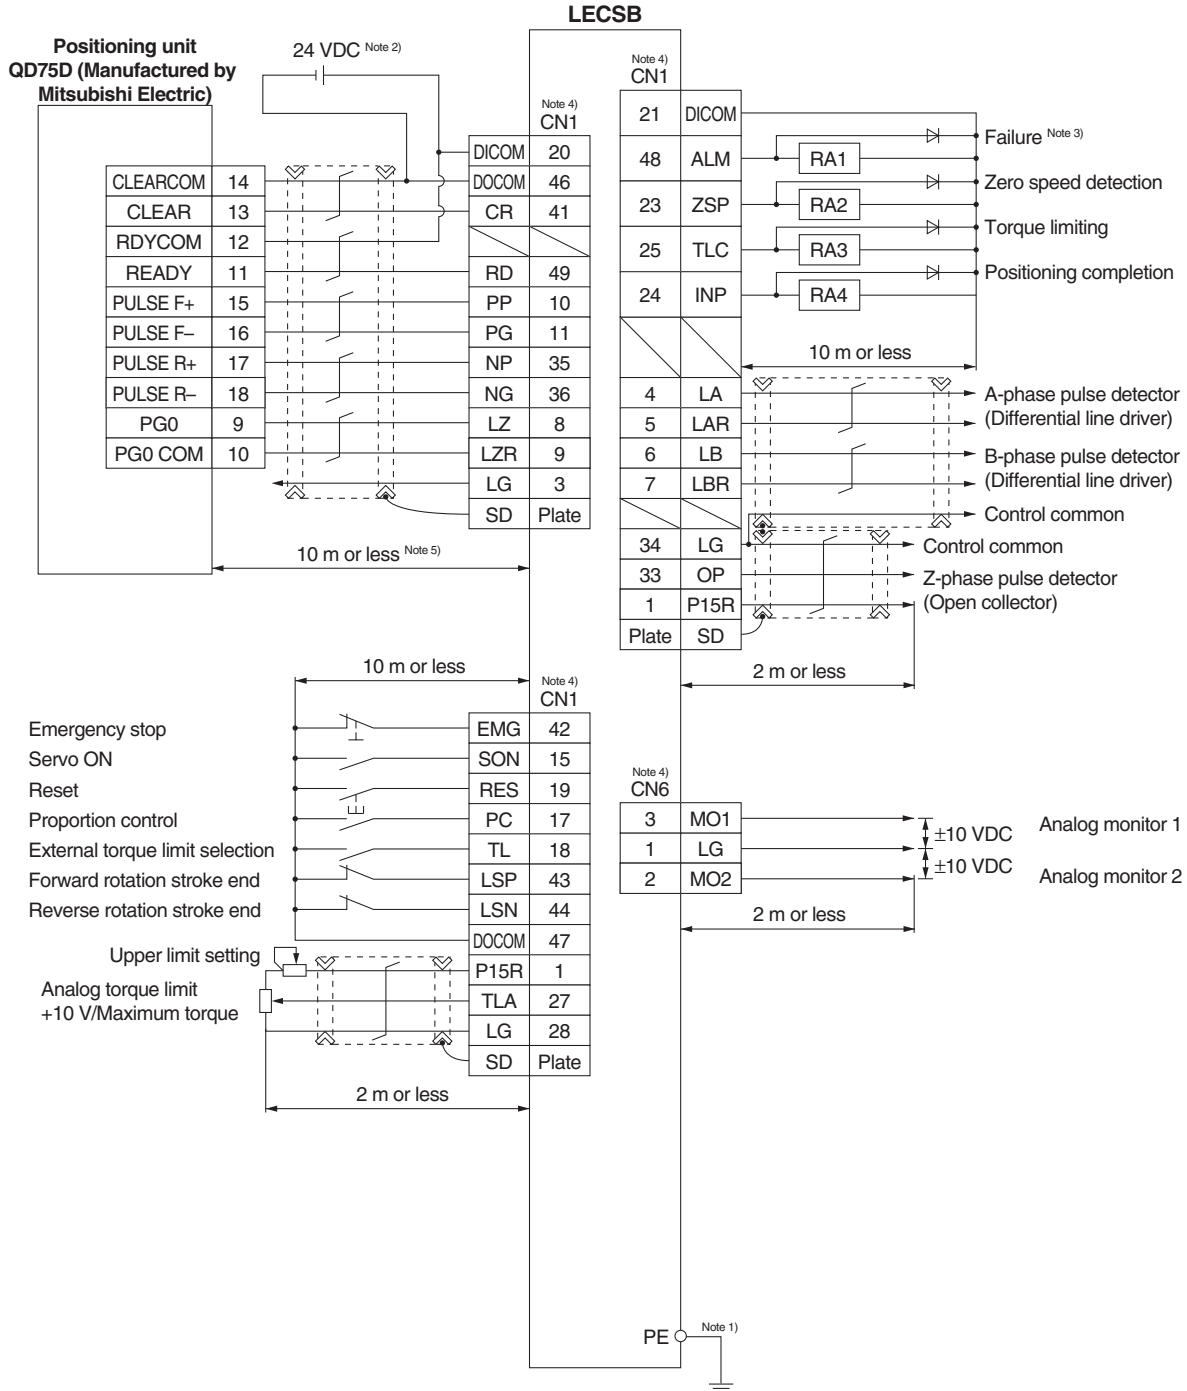 LECSB
Positioning unit
QD75D (Manufactured by
Mitsubishi Electric)
24 VDC Note 2)
Note 4)
CN1
DICOM 20
CLEARCOM 14 DOCOM 46
CLEAR 13 CR 41
RDYCOM 12
READY 11 RD 49
PULSE F+ 15 PP 10
PULSE F– 16 PG 11
PULSE R+ 17 NP 35
PULSE R– 18 NG 36
PG0 9 LZ 8
PG0 COM 10 LZR 9
LG 3
SD Plate
10 m or less Note 5)
Note 4)
CN1
21 DICOM
48 ALM RA1 Failure Note 3)
23 ZSP RA2 Zero speed detection
25 TLC RA3 Torque limiting
24 INP RA4 Positioning completion
10 m or less
4 LA A-phase pulse detector
5 LAR (Differential line driver)
6 LB B-phase pulse detector
7 LBR (Differential line driver)
Control common
34 LG Control common
33 OP Z-phase pulse detector
1 P15R (Open collector)
Plate SD
2 m or less
10 m or less
Note 4)
CN1
Emergency stop EMG 42
Servo ON SON 15
Reset RES 19
Proportion control PC 17
External torque limit selection TL 18
Forward rotation stroke end LSP 43
Reverse rotation stroke end LSN 44
DOCOM 47
Upper limit setting P15R 1
Analog torque limit
+10 V/Maximum torque TLA 27
LG 28
SD Plate
2 m or less
Note 4)
CN6
3 MO1 ±10 VDC Analog monitor 1
1 LG
2 MO2 ±10 VDC Analog monitor 2
2 m or less
PE Note 1)